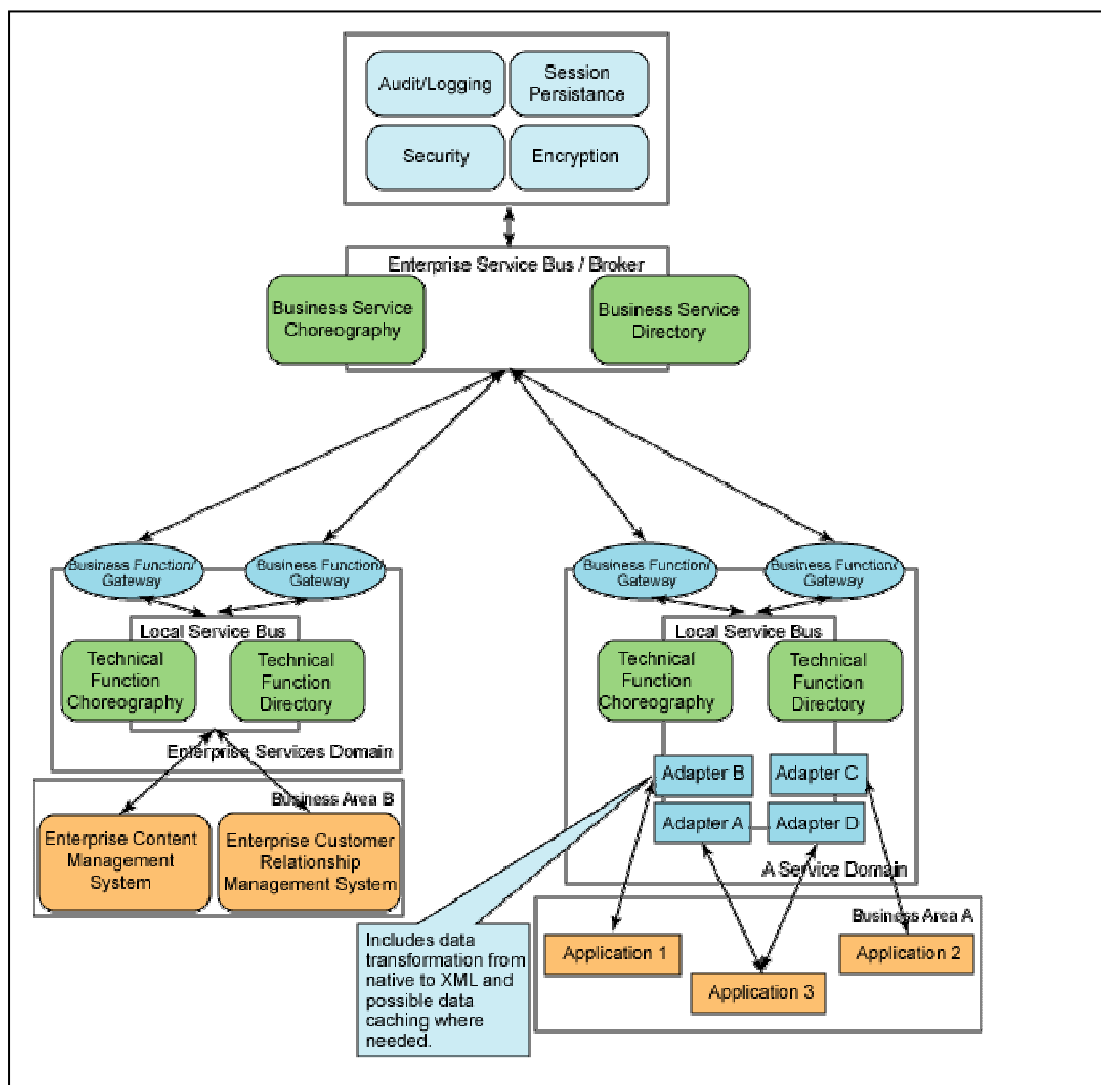 Audit/Logging
Session
Persistance
Security
Encryption
Enterprise Service Bus / Broker
Business Service
Choreography
Business Service
Directory
Business Function/
Gateway
Business Function/
Gateway
Business Function/
Gateway
Business Function/
Gateway
Local Service Bus
Technical
Function
Choreography
Technical
Function
Directory
Enterprise Services Domain
Local Service Bus
Technical
Function
Choreography
Technical
Function
Directory
Adapter B
Adapter C
Adapter A
Adapter D
A Service Domain
Business Area B
Enterprise Content
Management
System
Enterprise Customer
Relationship
Management System
Includes data
transformation from
native to XML and
possible data
caching where
needed.
Business Area A
Application 1
Application 2
Application 3